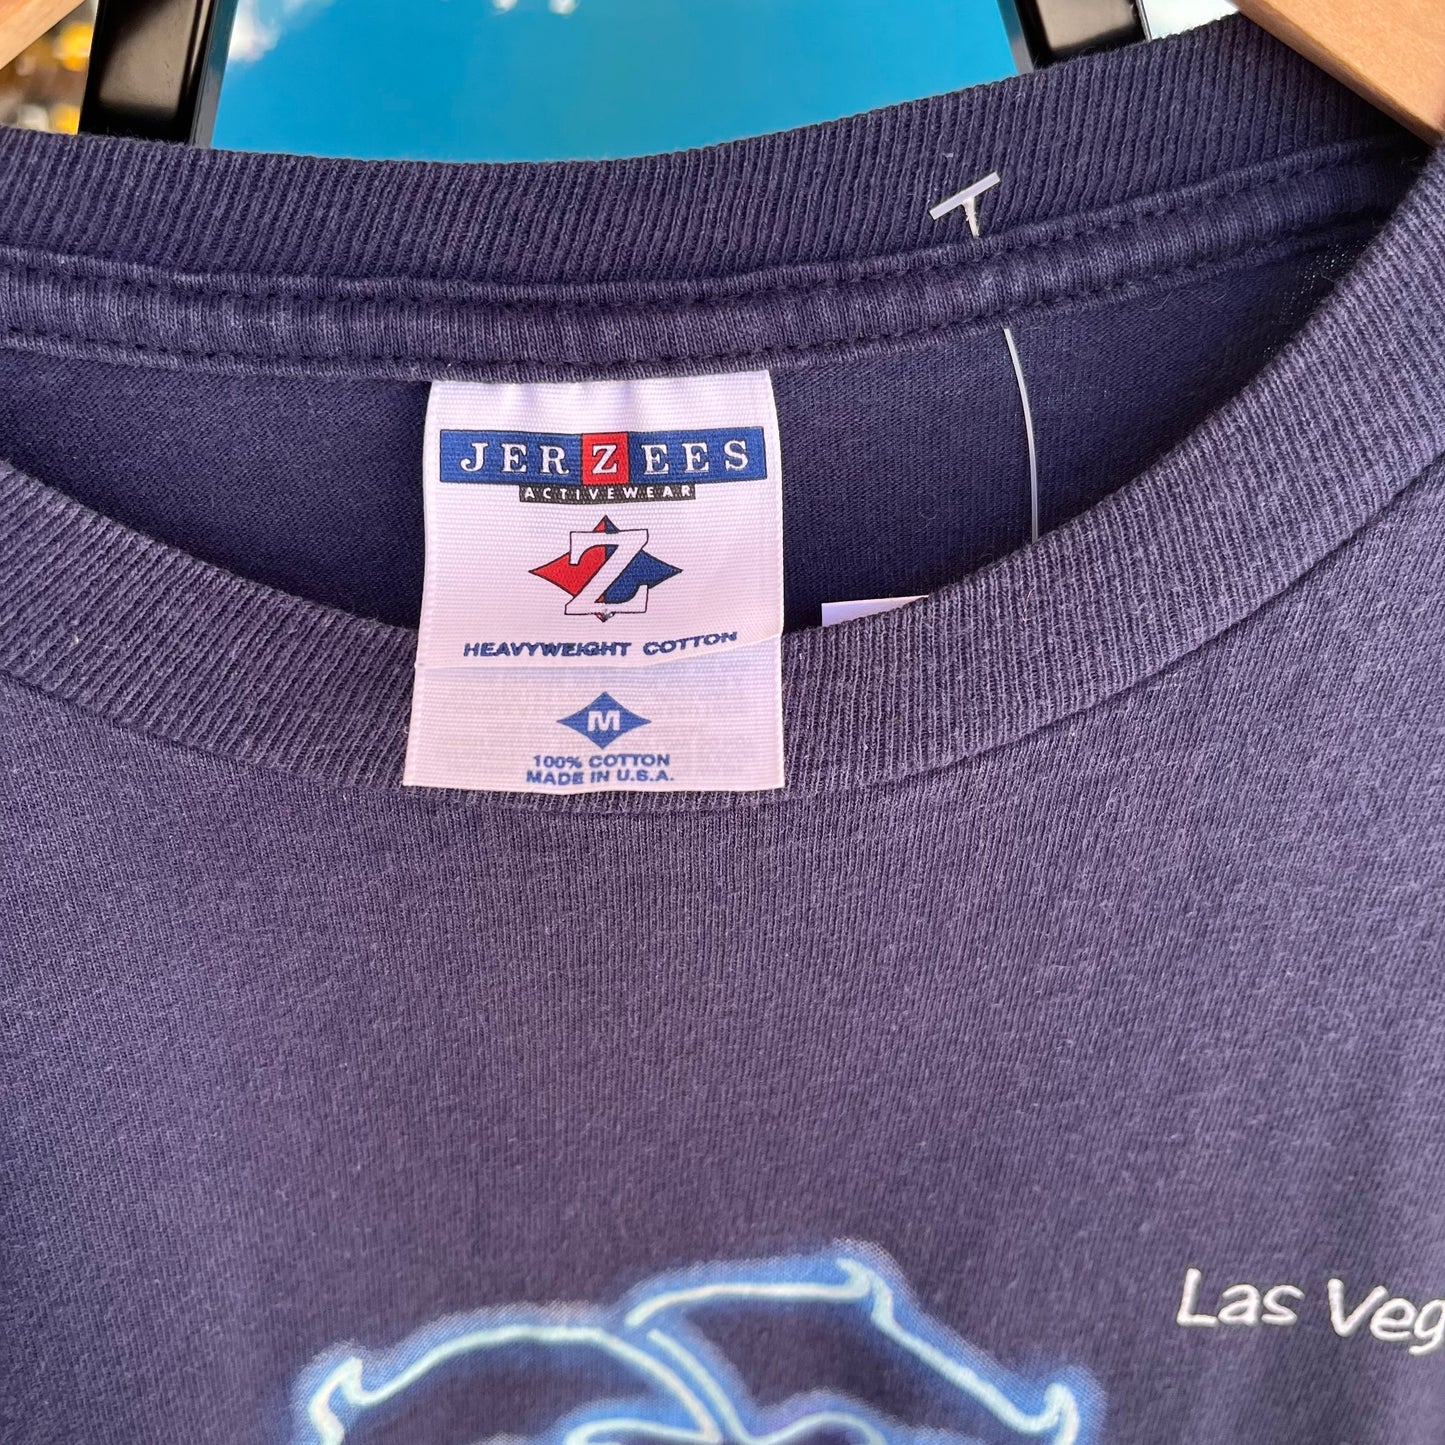 JERZEES
ACTIVEWEAR
Z
HEAVYWEIGHT COTTON
M
100% COTTON
MADE IN U.S.A.
Las Veg